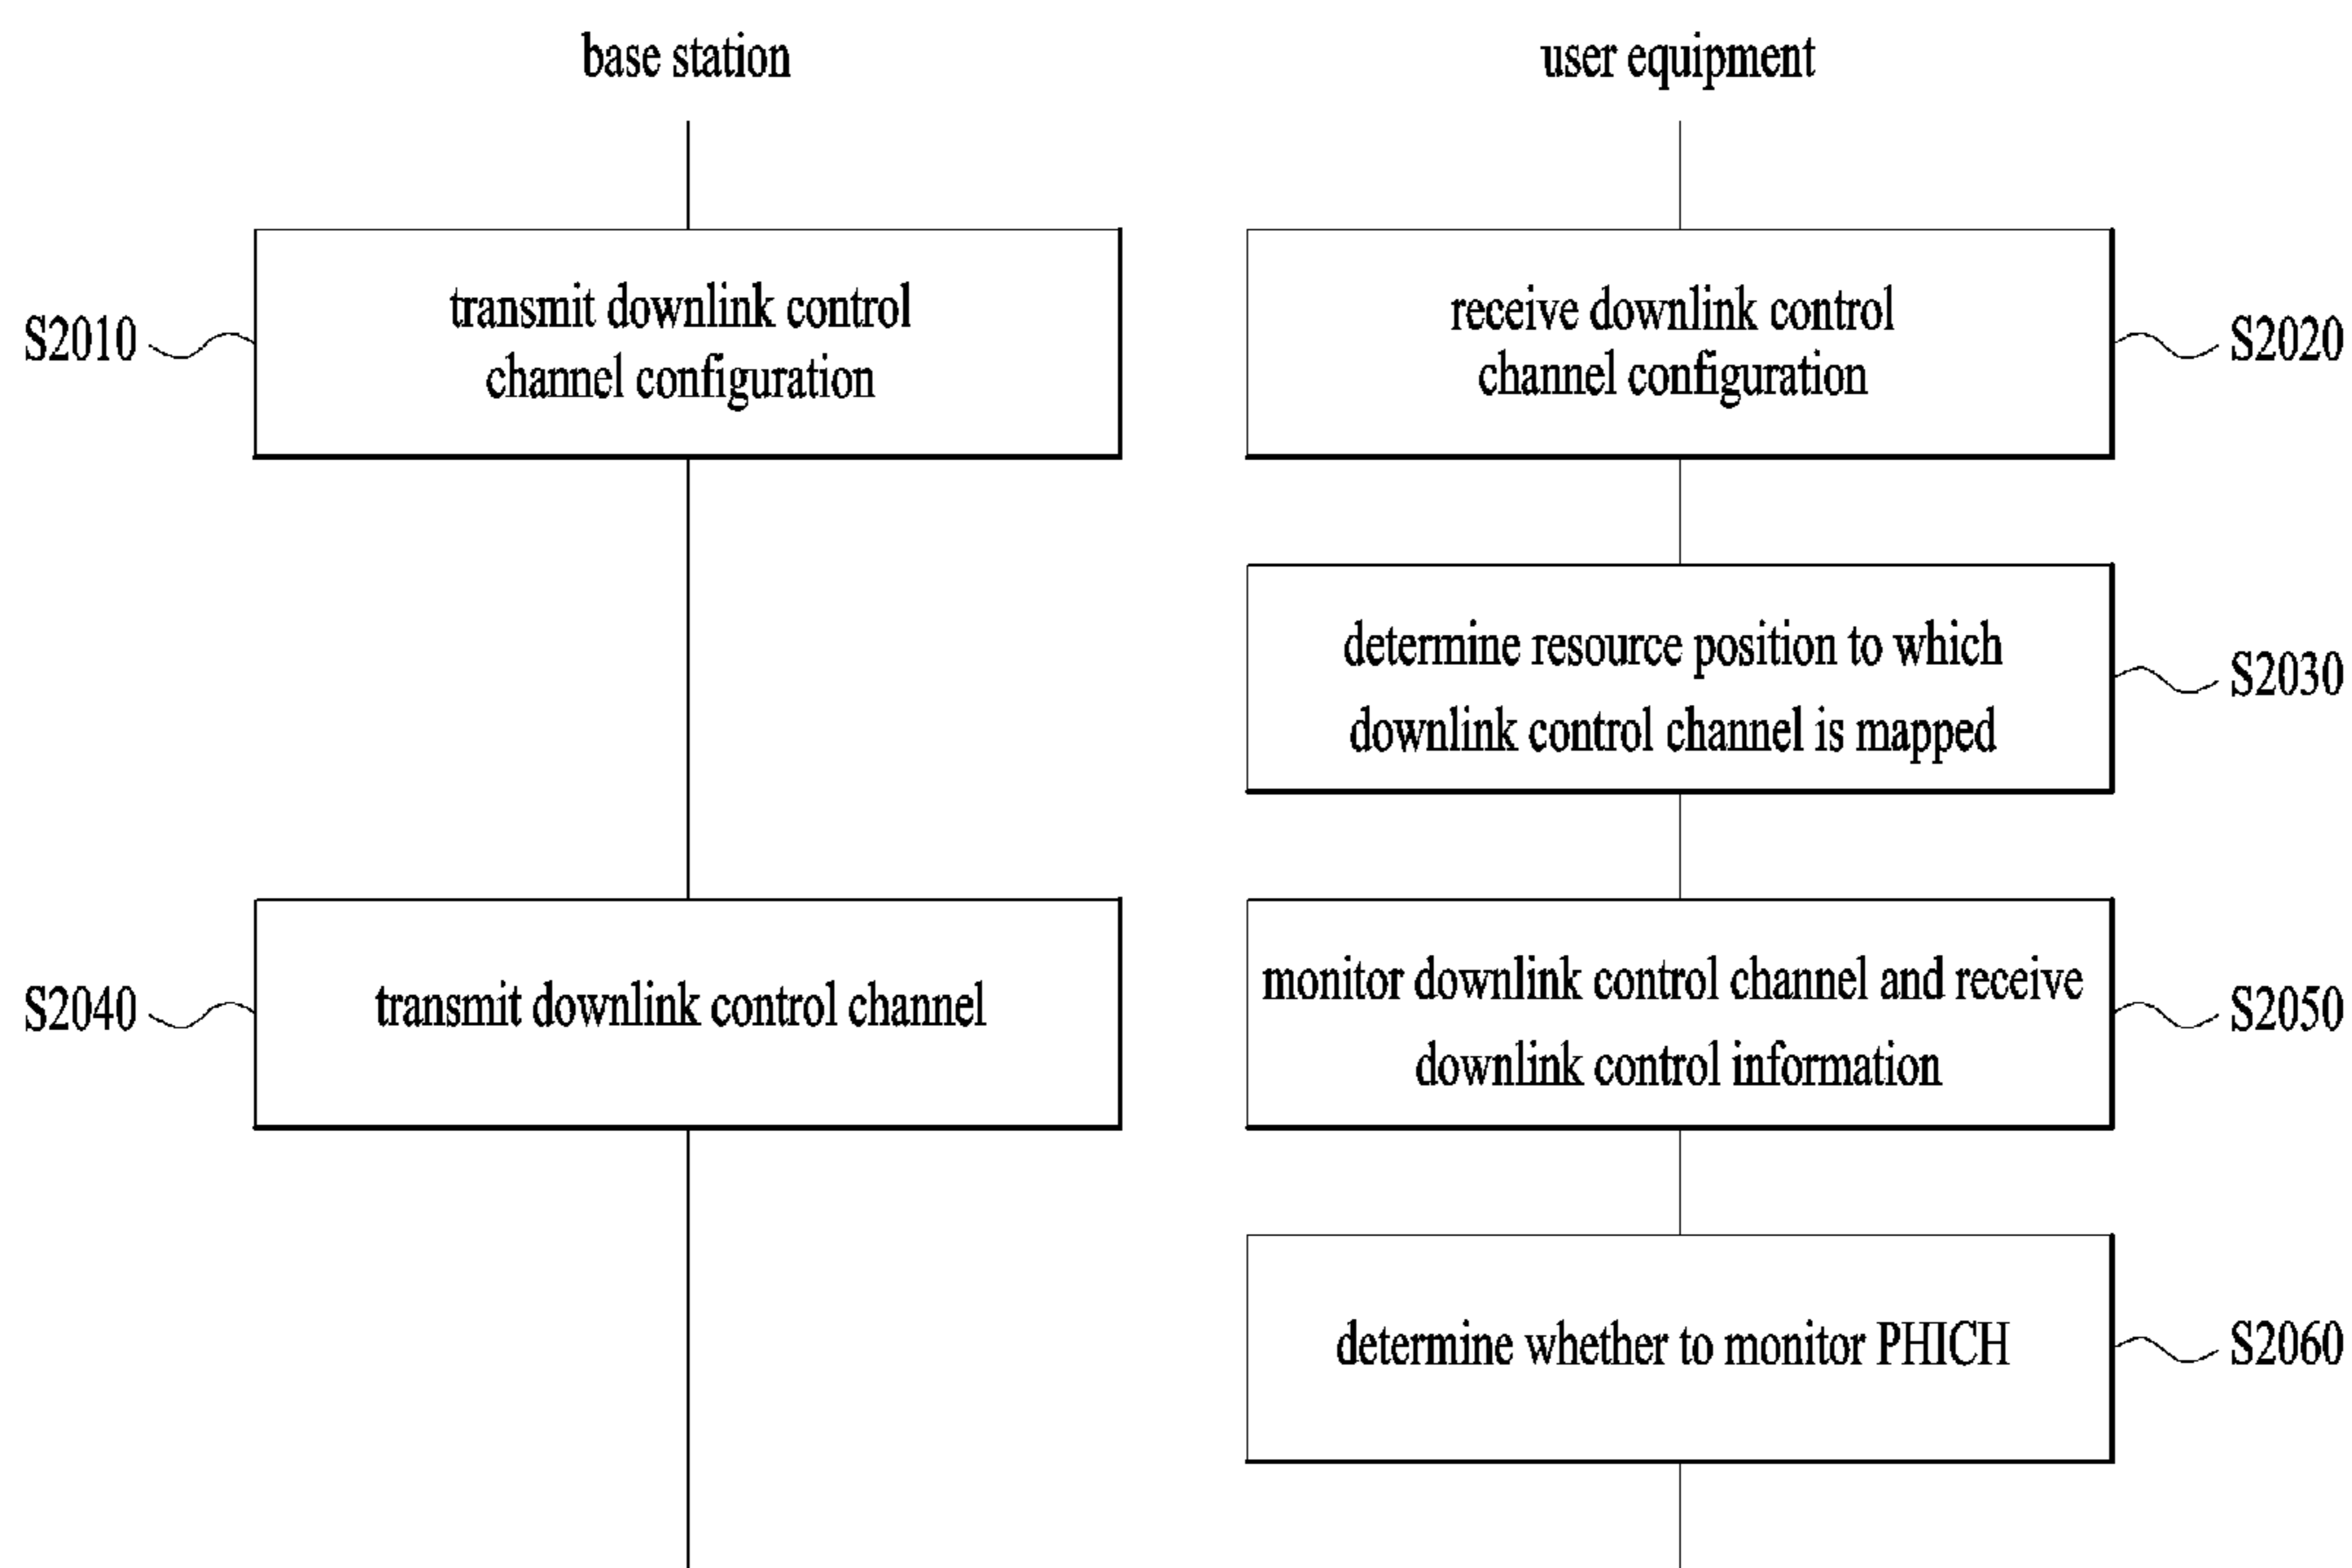 base station
user equipment
S2010
transmit downlink control
channel configuration
receive downlink control
channel configuration
S2020
determine resource position to which
downlink control channel is mapped
S2030
S2040
transmit downlink control channel
monitor downlink control channel and receive
downlink control information
S2050
determine whether to monitor PHICH
S2060